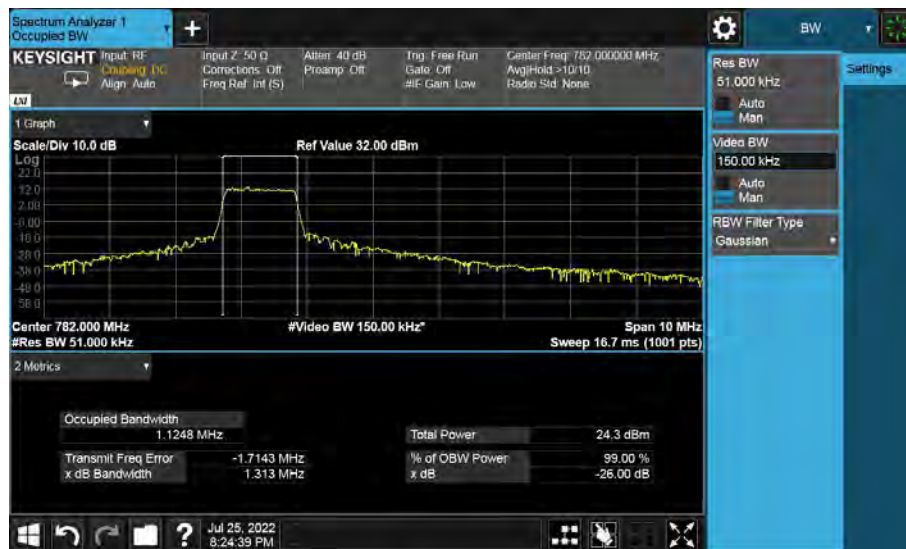 Spectrum Analyzer 1
Occupied BW
+
BW
KEYSIGHT
Input: RF
Coupling: DC
Align: Auto
Input Z: 50 Ω
Corrections: Off
Freq Ref: Int (S)
Atten: 40 dB
Preamp: Off
Trig: Free Run
Gate: Off
#IF Gain: Low
Center Freq: 782.000000 MHz
Avg|Hold:>10/10
Radio Std: None
LXI
1 Graph
Scale/Div 10.0 dB
Ref Value 32.00 dBm
Log
22.0
12.0
2.00
-8.00
-18.0
-28.0
-38.0
-48.0
-58.0
Center 782.000 MHz
#Video BW 150.00 kHz*
Span 10 MHz
#Res BW 51.000 kHz
Sweep 16.7 ms (1001 pts)
2 Metrics
Occupied Bandwidth
1.1248 MHz
Total Power
24.3 dBm
Transmit Freq Error
-1.7143 MHz
% of OBW Power
99.00 %
x dB Bandwidth
1.313 MHz
x dB
-26.00 dB
Res BW
51.000 kHz
Auto
Man
Video BW
150.00 kHz
Auto
Man
RBW Filter Type
Gaussian
Settings
?
Jul 25, 2022
8:24:39 PM